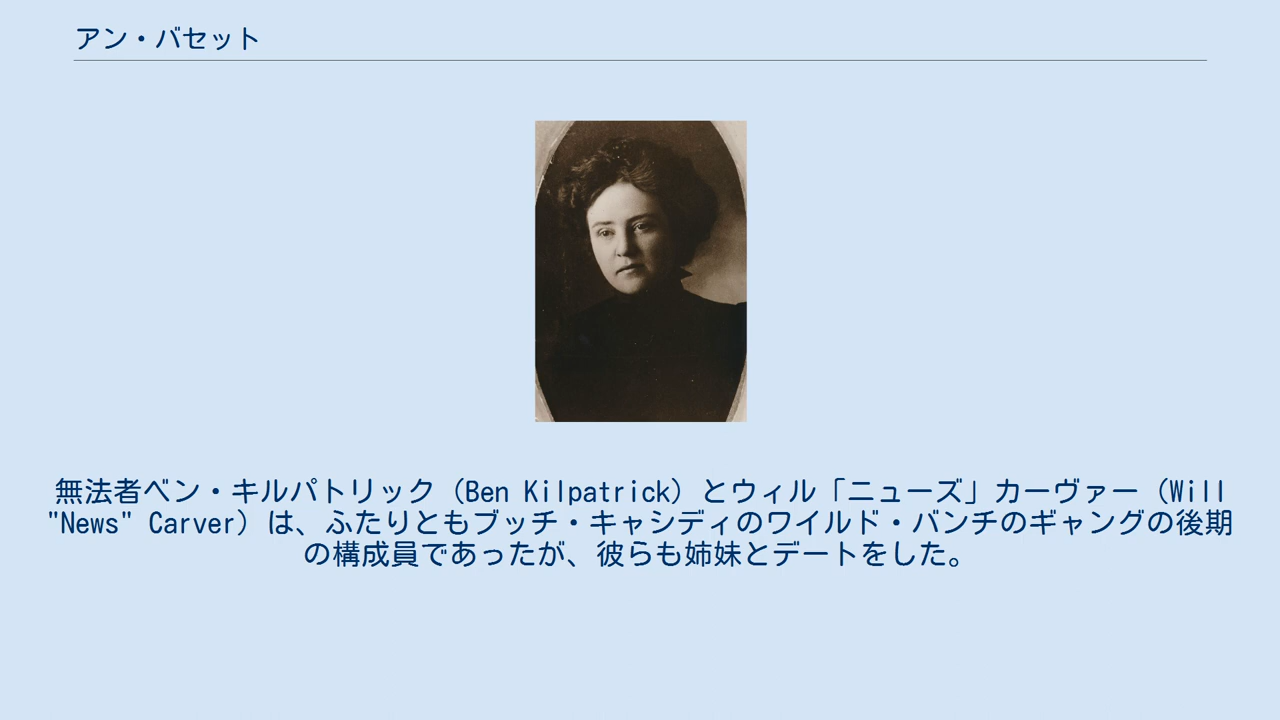 アン・バセット
無法者ベン・キルパトリック（Ben Kilpatrick）とウィル「ニューズ」カーヴァー（Will
"News" Carver）は、ふたりともブッチ・キャシディのワイルド・バンチのギャングの後期
の構成員であったが、彼らも姉妹とデートをした。